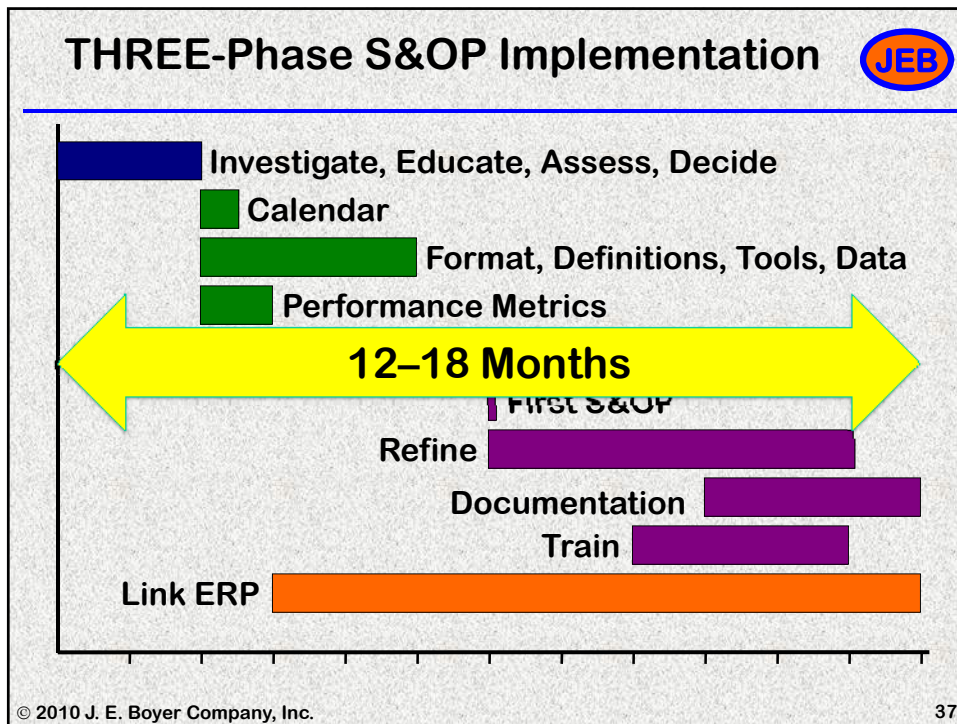 THREE-Phase S&OP Implementation
JEB
Investigate, Educate, Assess, Decide
Calendar
Format, Definitions, Tools, Data
Performance Metrics
12–18 Months
First S&OP
Refine
Documentation
Train
Link ERP
© 2010 J. E. Boyer Company, Inc.
37